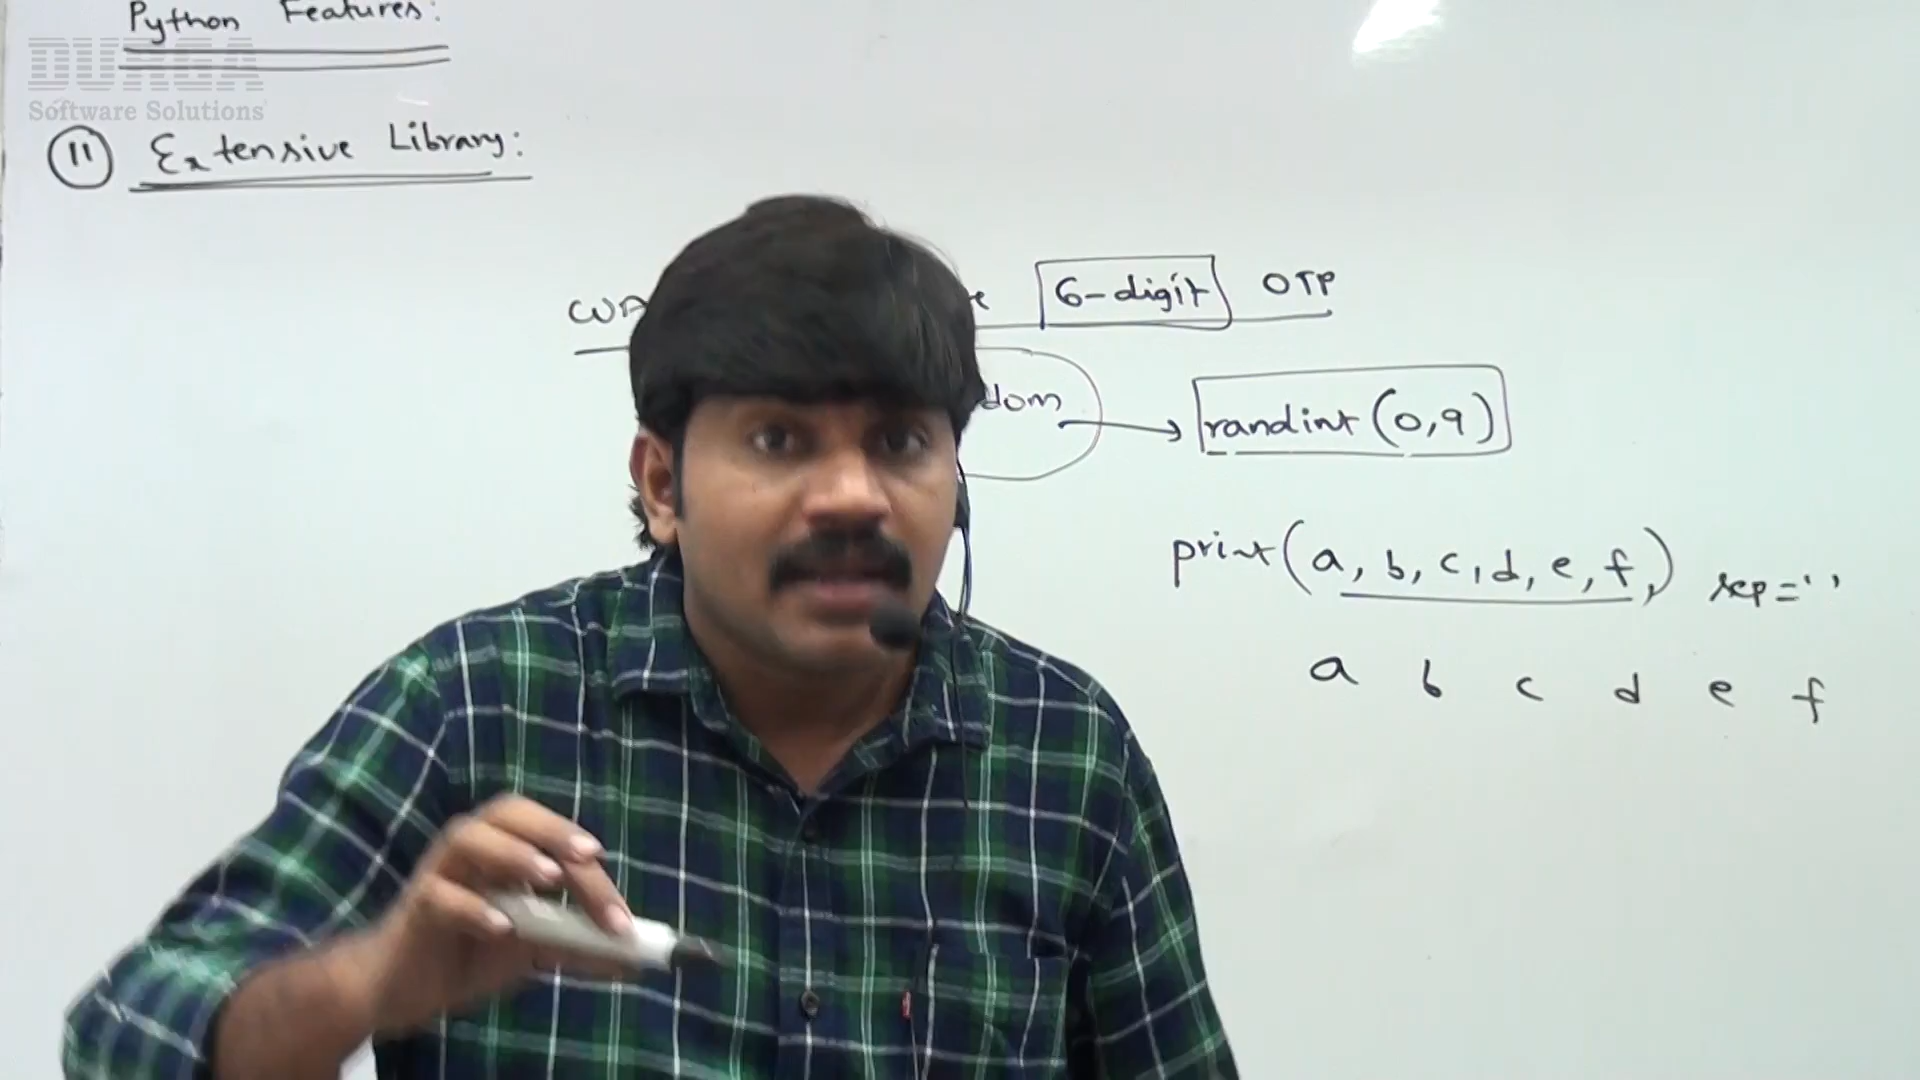 Python Features:
DURGA
Software Solutions
11 Extensive Library:
6-digit OTP
randint (0,9)
print(a, b, c, d, e, f,) sep=' '
a b c d e f